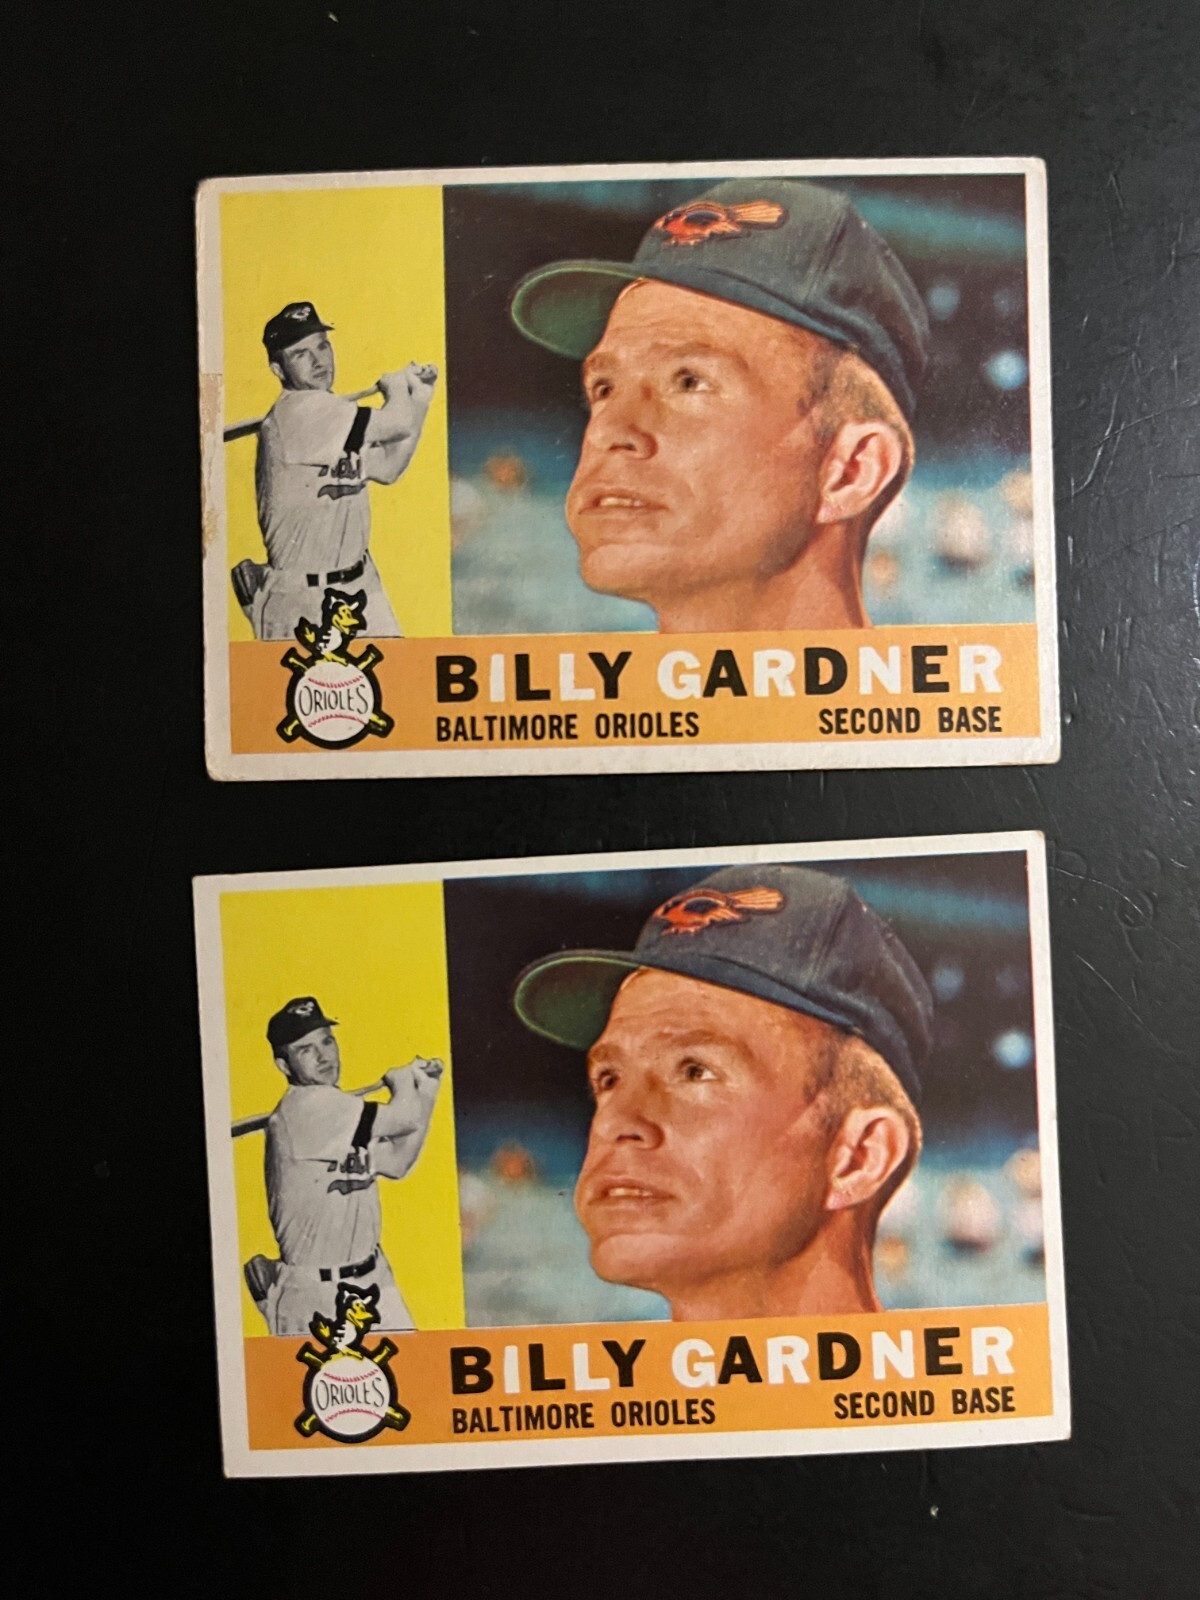 BILLY GARDNER
ORIOLES
BALTIMORE ORIOLES SECOND BASE
BILLY GARDNER
ORIOLES
BALTIMORE ORIOLES SECOND BASE